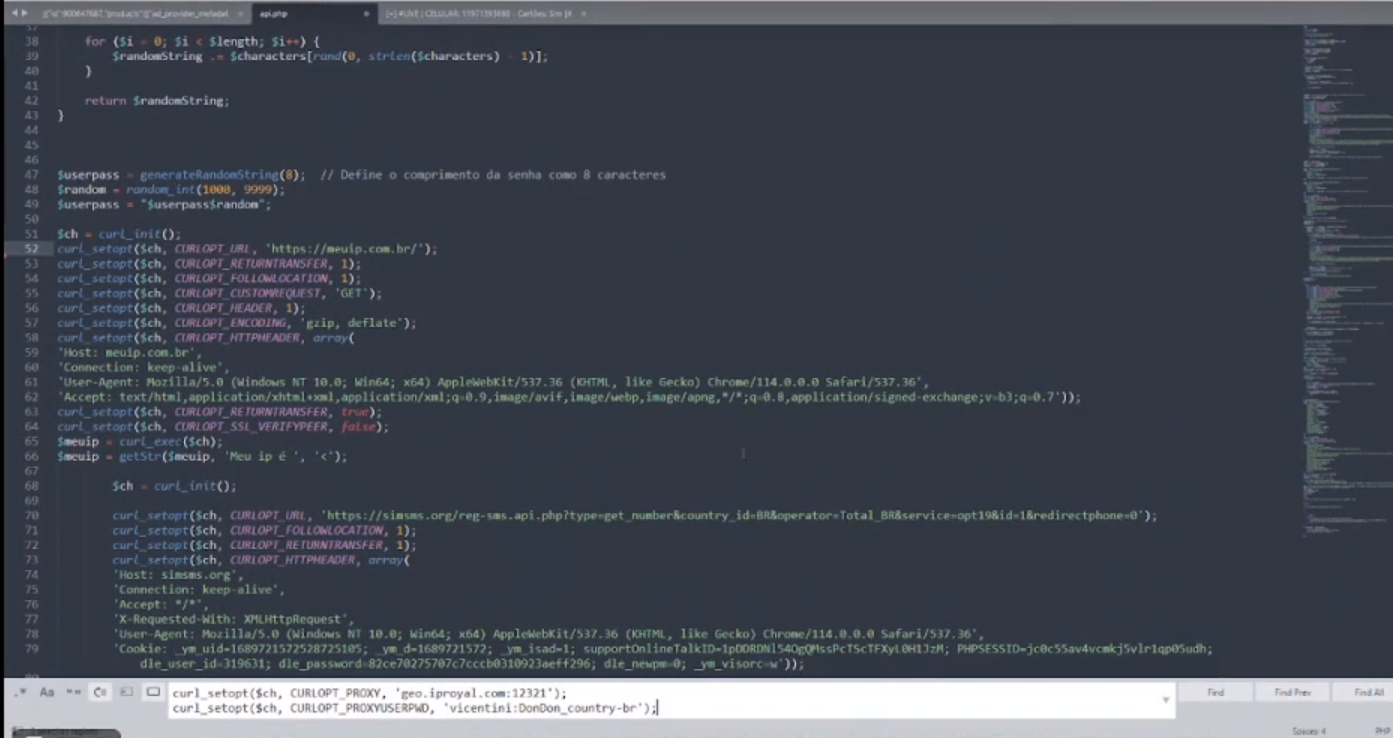 api.php
38 for ($i = 0; $i < $length; $i++) {
39 $randomString .= $characters[rand(0, strlen($characters) - 1)];
40 }
41
42 return $randomString;
43 }
44
45
46
47 $userpass = generateRandomString(8); // Define o comprimento da senha como 8 caracteres
48 $random = random_int(1000, 9999);
49 $userpass = "$userpass$random";
50
51 $ch = curl_init();
52 curl_setopt($ch, CURLOPT_URL, 'https://meuip.com.br/');
53 curl_setopt($ch, CURLOPT_RETURNTRANSFER, 1);
54 curl_setopt($ch, CURLOPT_FOLLOWLOCATION, 1);
55 curl_setopt($ch, CURLOPT_CUSTOMREQUEST, 'GET');
56 curl_setopt($ch, CURLOPT_HEADER, 1);
57 curl_setopt($ch, CURLOPT_ENCODING, 'gzip, deflate');
58 curl_setopt($ch, CURLOPT_HTTPHEADER, array(
59 'Host: meuip.com.br',
60 'Connection: keep-alive',
61 'User-Agent: Mozilla/5.0 (Windows NT 10.0; Win64; x64) AppleWebKit/537.36 (KHTML, like Gecko) Chrome/114.0.0.0 Safari/537.36',
62 'Accept: text/html,application/xhtml+xml,application/xml;q=0.9,image/avif,image/webp,image/apng,*/*;q=0.8,application/signed-exchange;v=b3;q=0.7'));
63 curl_setopt($ch, CURLOPT_RETURNTRANSFER, true);
64 curl_setopt($ch, CURLOPT_SSL_VERIFYPEER, false);
65 $meuip = curl_exec($ch);
66 $meuip = getStr($meuip, 'Meu ip é ', '<');
67
68 $ch = curl_init();
69
70 curl_setopt($ch, CURLOPT_URL, 'https://simsms.org/reg-sms.api.php?type=get_number&country_id=BR&operator=Total_BR&service=opt19&id=1&redirectphone=0');
71 curl_setopt($ch, CURLOPT_FOLLOWLOCATION, 1);
72 curl_setopt($ch, CURLOPT_RETURNTRANSFER, 1);
73 curl_setopt($ch, CURLOPT_HTTPHEADER, array(
74 'Host: simsms.org',
75 'Connection: keep-alive',
76 'Accept: */*',
77 'X-Requested-With: XMLHttpRequest',
78 'User-Agent: Mozilla/5.0 (Windows NT 10.0; Win64; x64) AppleWebKit/537.36 (KHTML, like Gecko) Chrome/114.0.0.0 Safari/537.36',
79 'Cookie: _ym_uid=1689721572528725105; _ym_d=1689721572; _ym_isad=1; PHPSESSID=jc0c55av4vcmkj5vlr1qp05udh;
dle_user_id=319631; dle_password=82ce70275707c7cccb0310923aeff296; dle_newpm=0; _ym_visorc=w'));
.* Aa "" Find Find Prev Find All
curl_setopt($ch, CURLOPT_PROXY, 'geo.iproyal.com:12321');
curl_setopt($ch, CURLOPT_PROXYUSERPWD, 'vicentini:DonDon_country-br');
Spaces: 4 PHP